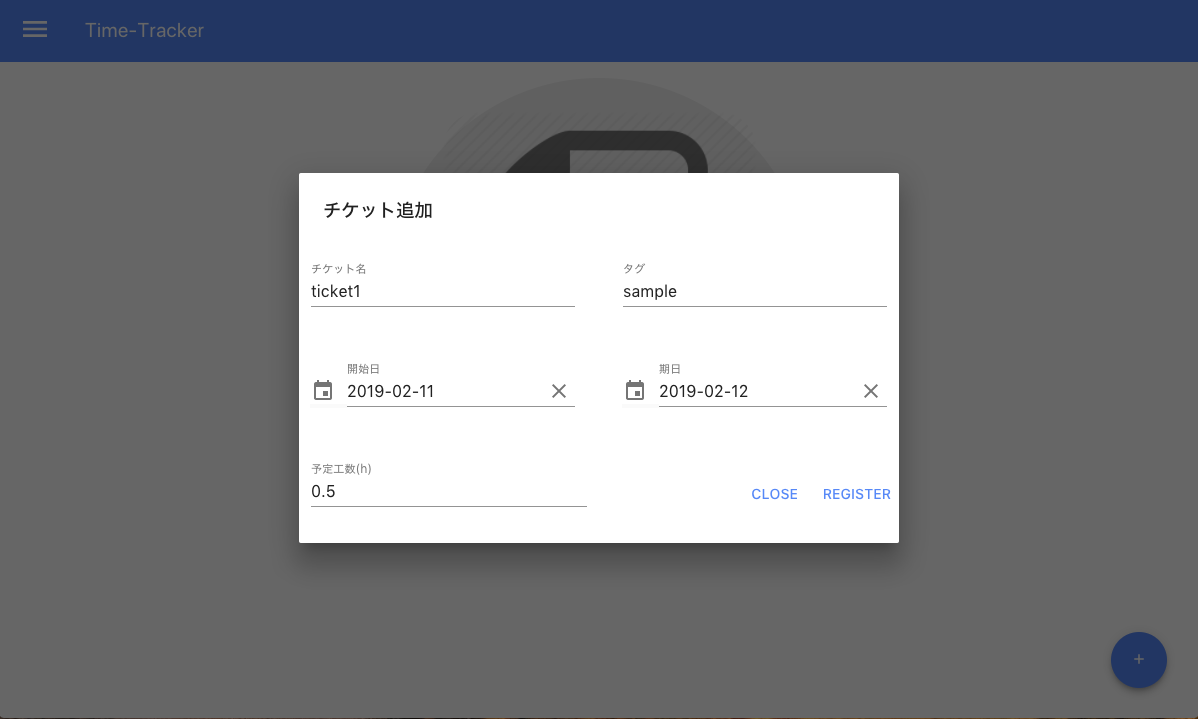 Time-Tracker
チケット追加
チケット名
タグ
ticket1
sample
開始日
期日
2019-02-11
2019-02-12
予定工数(h)
0.5
CLOSE
REGISTER
+